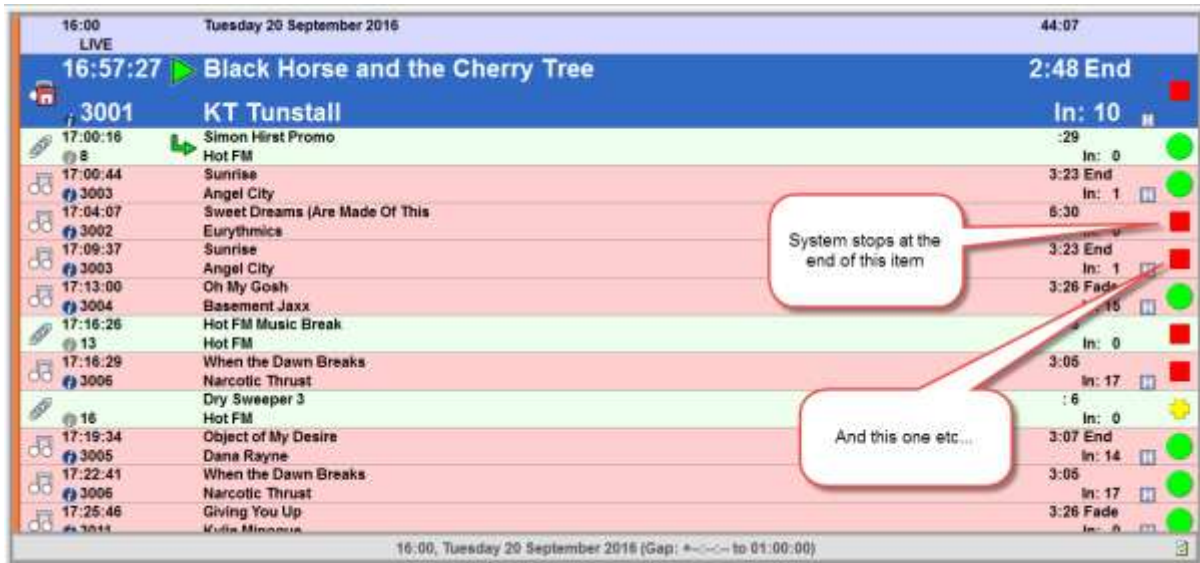 16:00 Tuesday 20 September 2016 44:07
LIVE
16:57:27 Black Horse and the Cherry Tree 2:48 End
3001 KT Tunstall In: 10 H
17:00:16 Simon Hirst Promo :29
8 Hot FM In: 0
17:00:44 Sunrise 3:23 End
3003 Angel City In: 1 H
17:04:07 Sweet Dreams (Are Made Of This 6:30
3002 Eurythmics
17:09:37 Sunrise 3:23 End
3003 Angel City In: 1
17:13:00 Oh My Gosh 3:26 Fade
3004 Basement Jaxx 15 H
17:16:26 Hot FM Music Break
13 Hot FM In: 0
17:16:29 When the Dawn Breaks 3:05
3006 Narcotic Thrust In: 17 H
Dry Sweeper 3 : 6
16 Hot FM In: 0
17:19:34 Object of My Desire 3:07 End
3005 Dana Rayne In: 14 H
17:22:41 When the Dawn Breaks 3:05
3006 Narcotic Thrust In: 17 H
17:25:46 Giving You Up 3:26 Fade
3011 Kylie Minogue In: 0
System stops at the
end of this item
And this one etc...
16:00, Tuesday 20 September 2016 (Gap: +--:--:-- to 01:00:00)